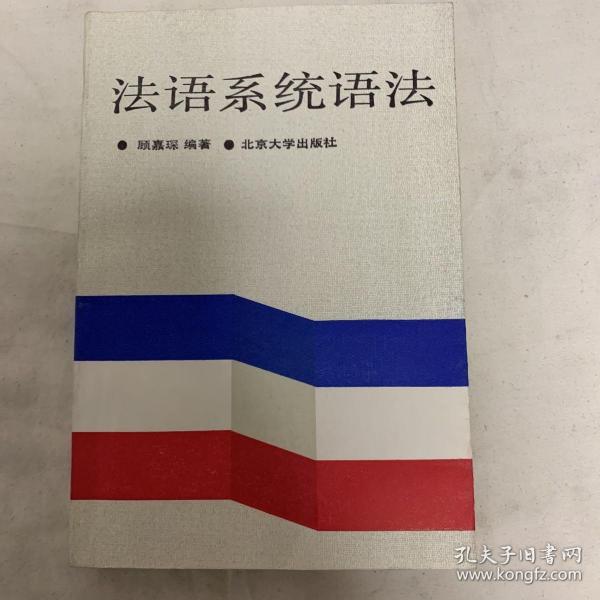 法语系统语法
● 顾嘉琛 编著 ● 北京大学出版社
孔夫子旧书网
www.kongfz.com